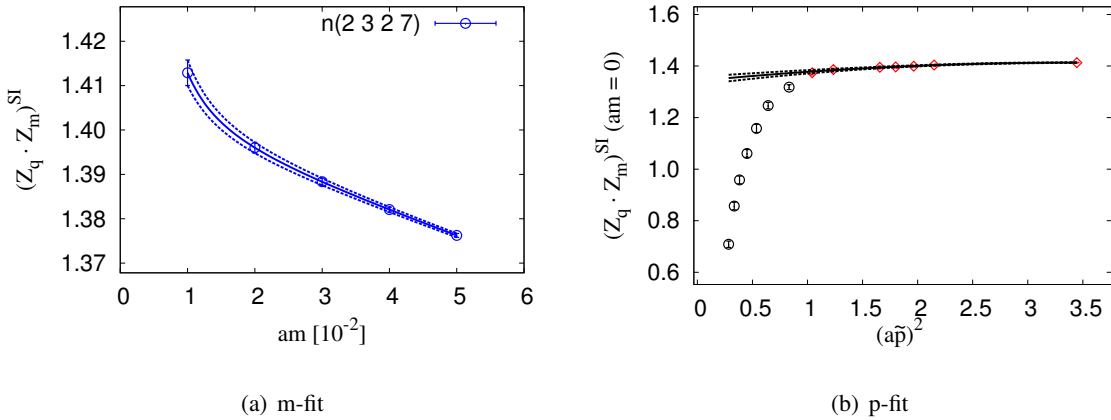 1.42
1.41
1.40
1.39
1.38
1.37
(Z_q · Z_m)^SI
n(2 3 2 7)
0 1 2 3 4 5 6
am [10^-2]
(a) m-fit
1.6
1.4
1.2
1.0
0.8
0.6
(Z_q · Z_m)^SI (am = 0)
0 0.5 1 1.5 2 2.5 3 3.5
(ap̃)^2
(b) p-fit